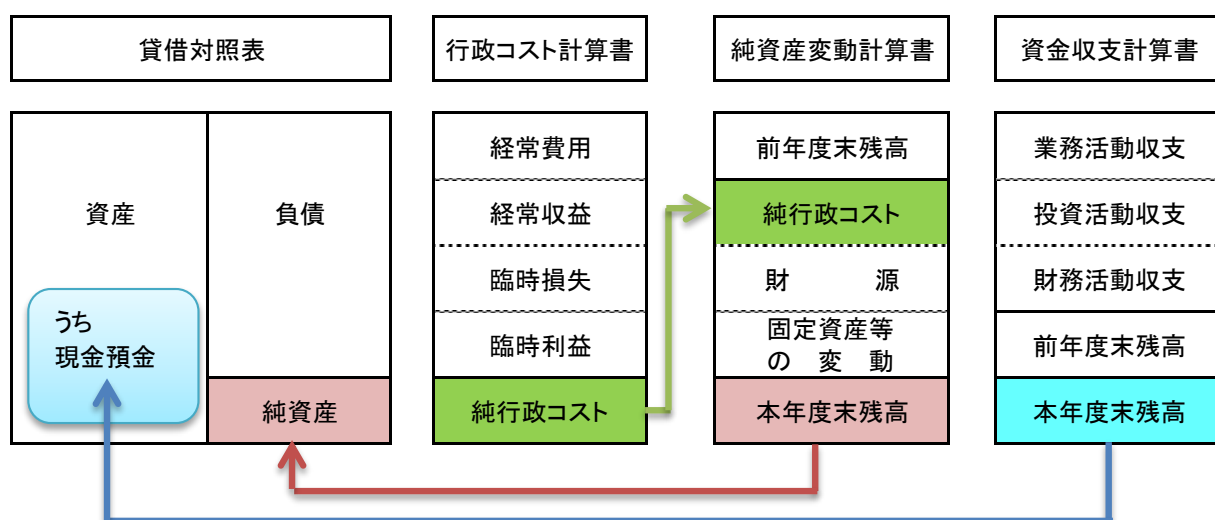 貸借対照表
行政コスト計算書
純資産変動計算書
資金収支計算書
資産
負債
うち
現金預金
純資産
経常費用
経常収益
臨時損失
臨時利益
純行政コスト
前年度末残高
純行政コスト
財　　　源
固定資産等
の　変　動
本年度末残高
業務活動収支
投資活動収支
財務活動収支
前年度末残高
本年度末残高